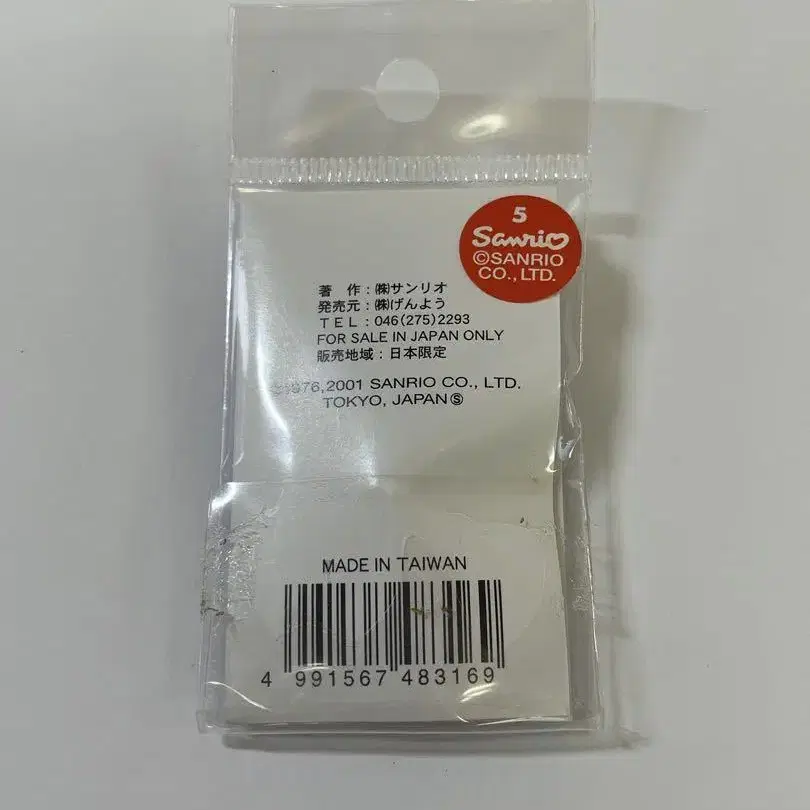 5
Sanrio
©SANRIO
CO., LTD.
著　作：㈱サンリオ
発売元：㈱げんよう
ＴＥＬ：046(275)2293
FOR SALE IN JAPAN ONLY
販売地域：日本限定
©1976,2001 SANRIO CO., LTD.
TOKYO, JAPAN Ⓢ
MADE IN TAIWAN
4 991567 483169